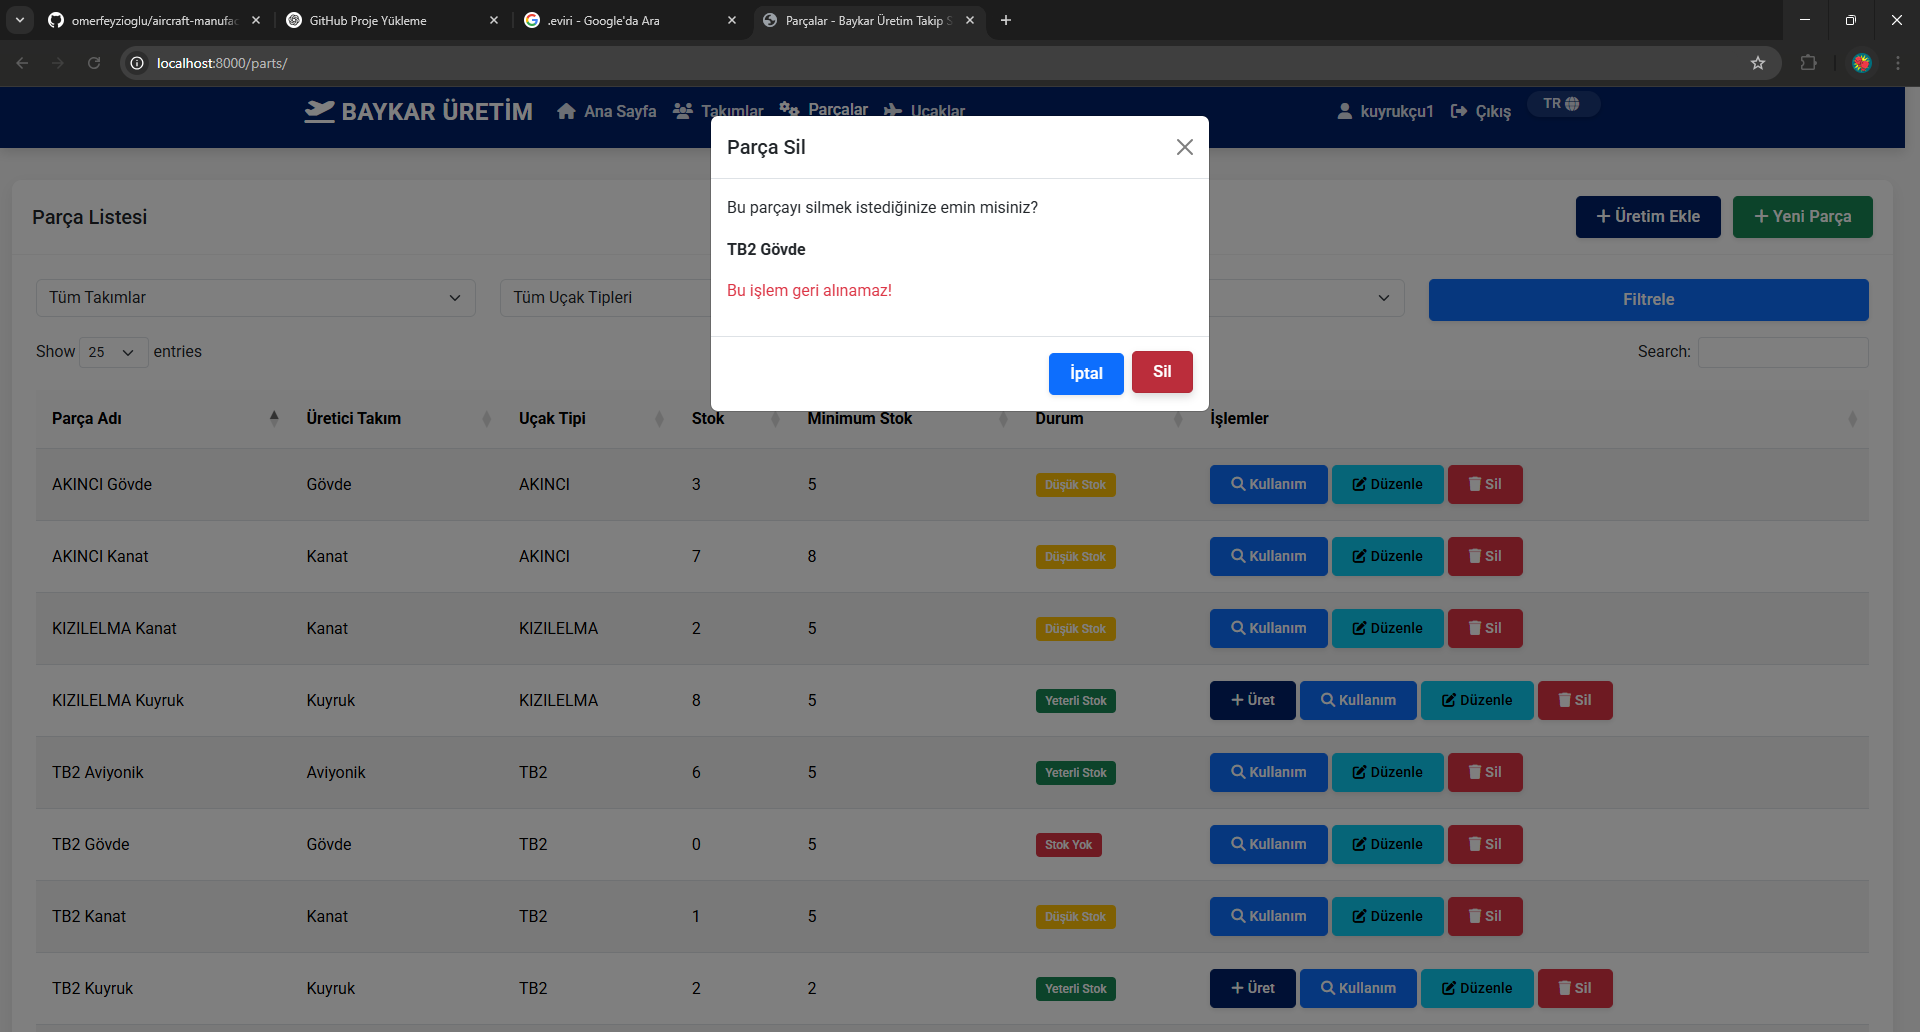 omerfeyzioglu/aircraft-manufac
GitHub Proje Yükleme
.eviri - Google'da Ara
Parçalar - Baykar Üretim Takip S
localhost:8000/parts/
BAYKAR ÜRETİM
Ana Sayfa
Takımlar
Parçalar
Uçaklar
kuyrukçu1
Çıkış
TR
Parça Sil
Bu parçayı silmek istediğinize emin misiniz?
TB2 Gövde
Bu işlem geri alınamaz!
İptal
Sil
Parça Listesi
Üretim Ekle
Yeni Parça
Tüm Takımlar
Tüm Uçak Tipleri
Filtrele
Show 25 entries
Search:
Parça Adı Üretici Takım Uçak Tipi Stok Minimum Stok Durum İşlemler
AKINCI Gövde Gövde AKINCI 3 5 Düşük Stok Kullanım Düzenle Sil
AKINCI Kanat Kanat AKINCI 7 8 Düşük Stok Kullanım Düzenle Sil
KIZILELMA Kanat Kanat KIZILELMA 2 5 Düşük Stok Kullanım Düzenle Sil
KIZILELMA Kuyruk Kuyruk KIZILELMA 8 5 Yeterli Stok Üret Kullanım Düzenle Sil
TB2 Aviyonik Aviyonik TB2 6 5 Yeterli Stok Kullanım Düzenle Sil
TB2 Gövde Gövde TB2 0 5 Stok Yok Kullanım Düzenle Sil
TB2 Kanat Kanat TB2 1 5 Düşük Stok Kullanım Düzenle Sil
TB2 Kuyruk Kuyruk TB2 2 2 Yeterli Stok Üret Kullanım Düzenle Sil